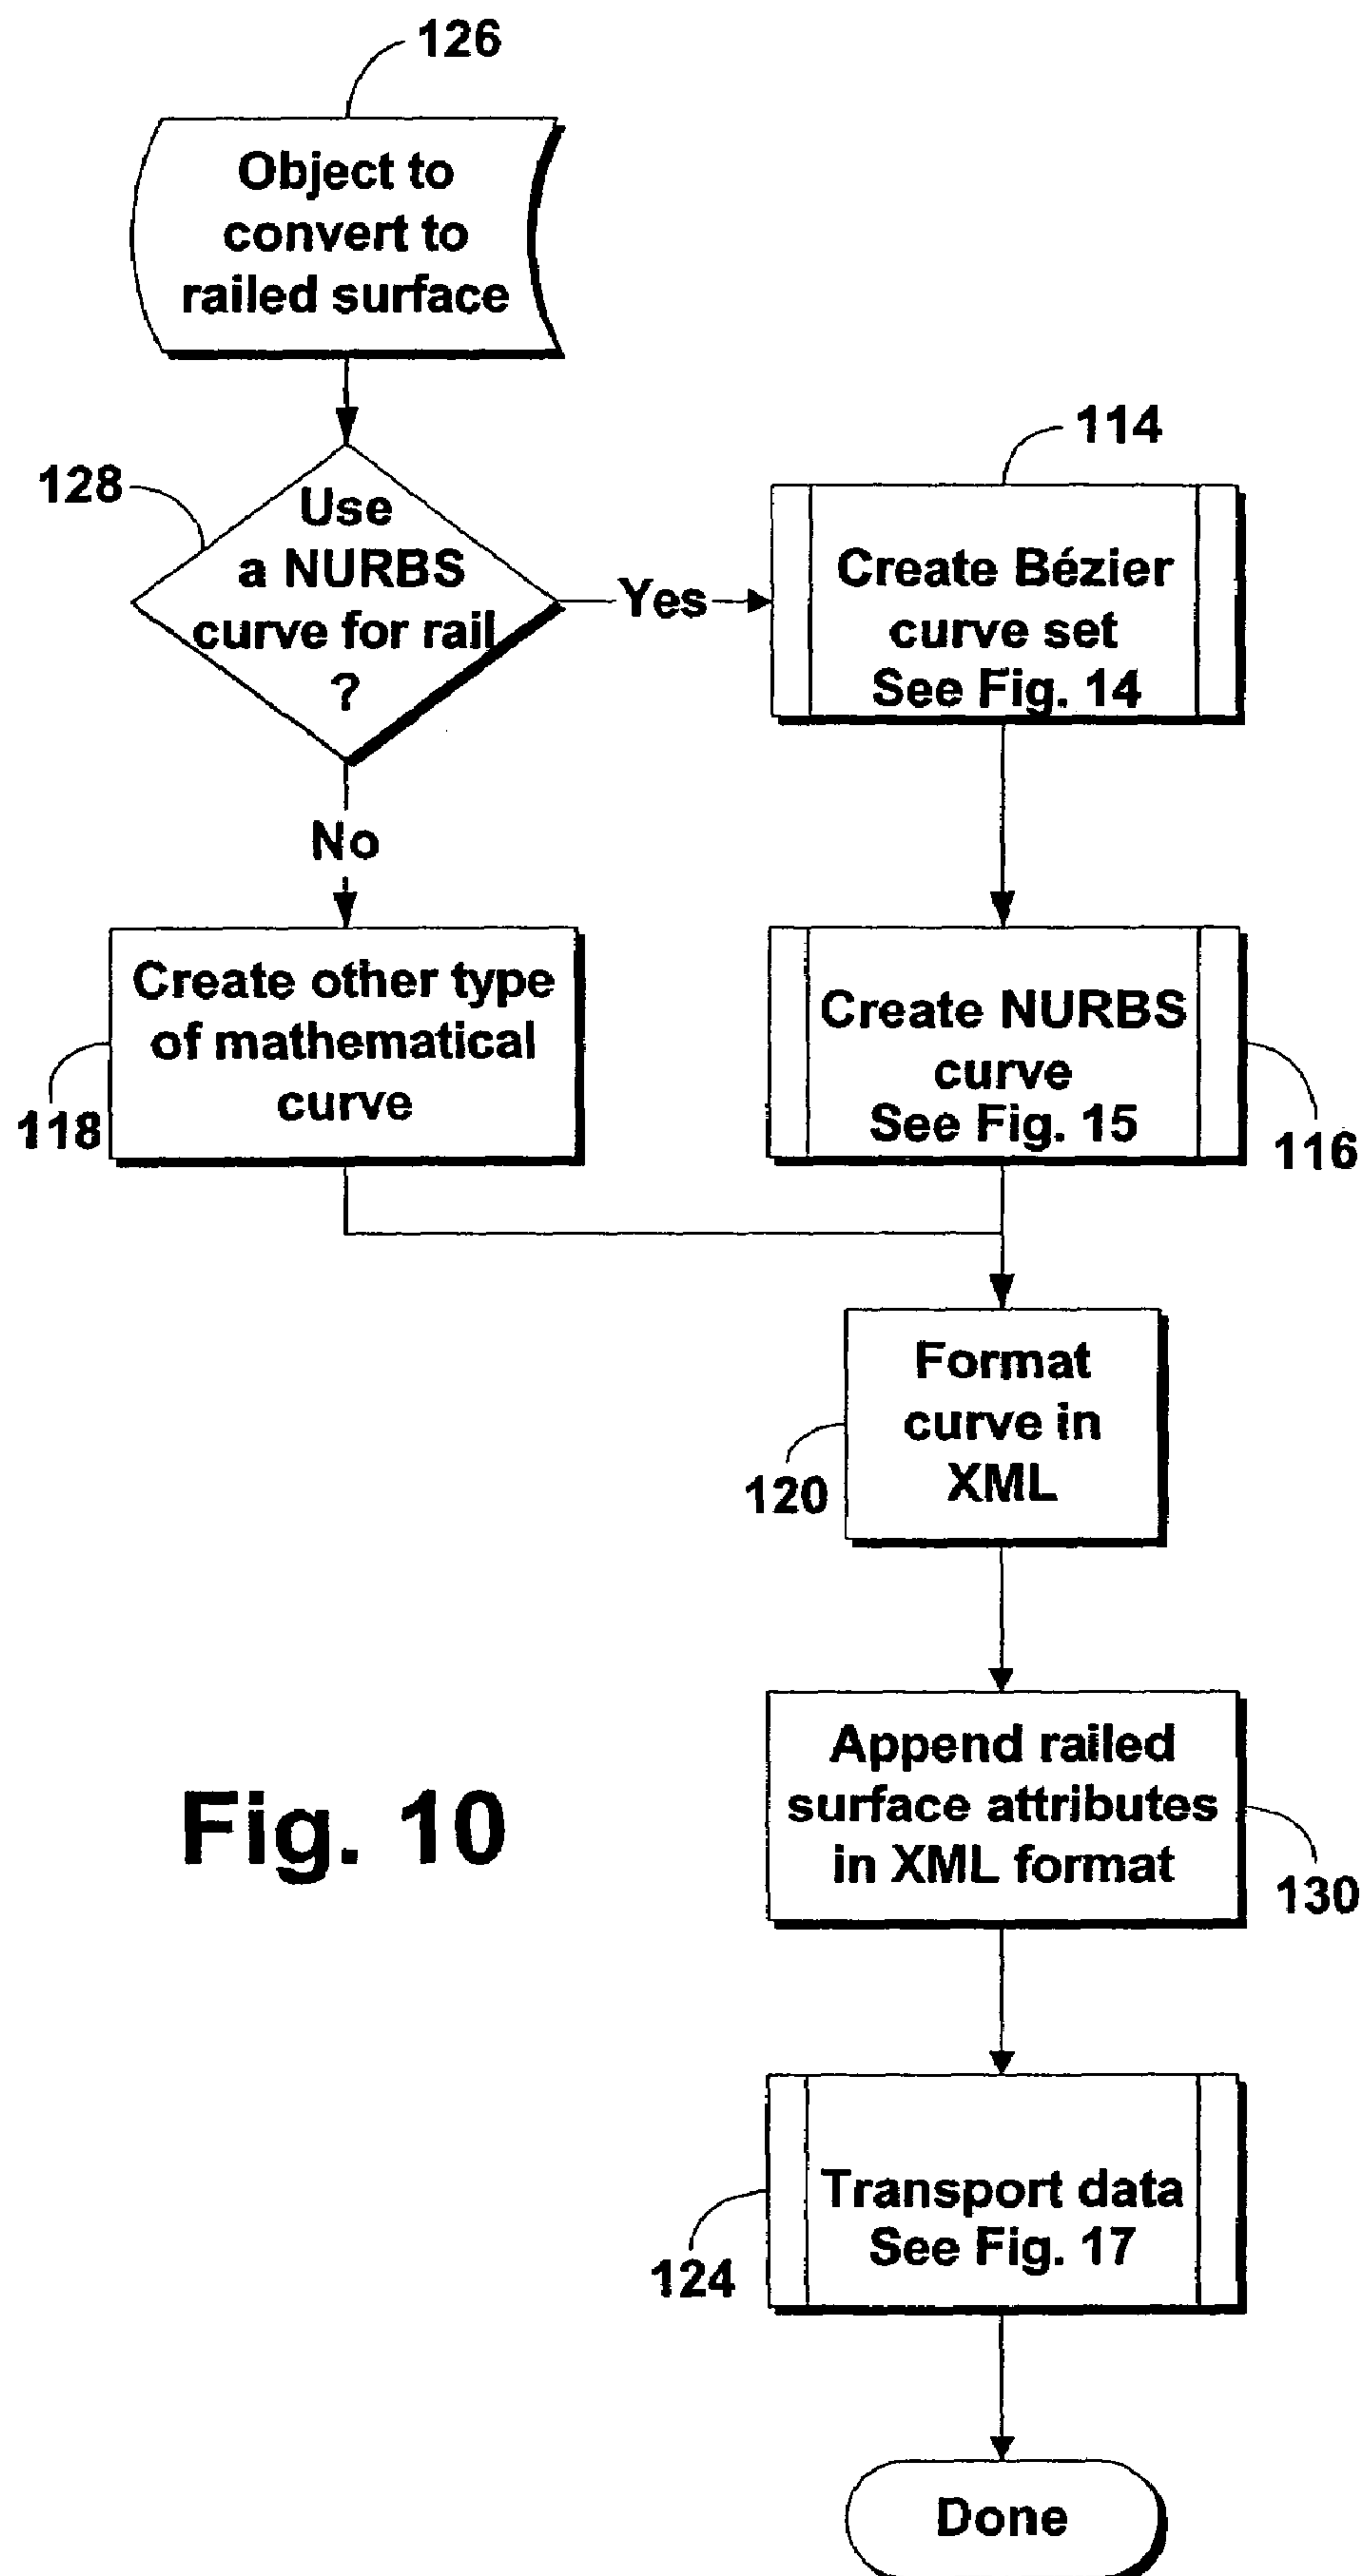 126
Object to
convert to
railed surface
128
Use
a NURBS
curve for rail
?
Yes
114
Create Bézier
curve set
See Fig. 14
No
118
Create other type
of mathematical
curve
Create NURBS
curve
See Fig. 15
116
Format
curve in
XML
120
Append railed
surface attributes
in XML format
130
Fig. 10
Transport data
See Fig. 17
124
Done